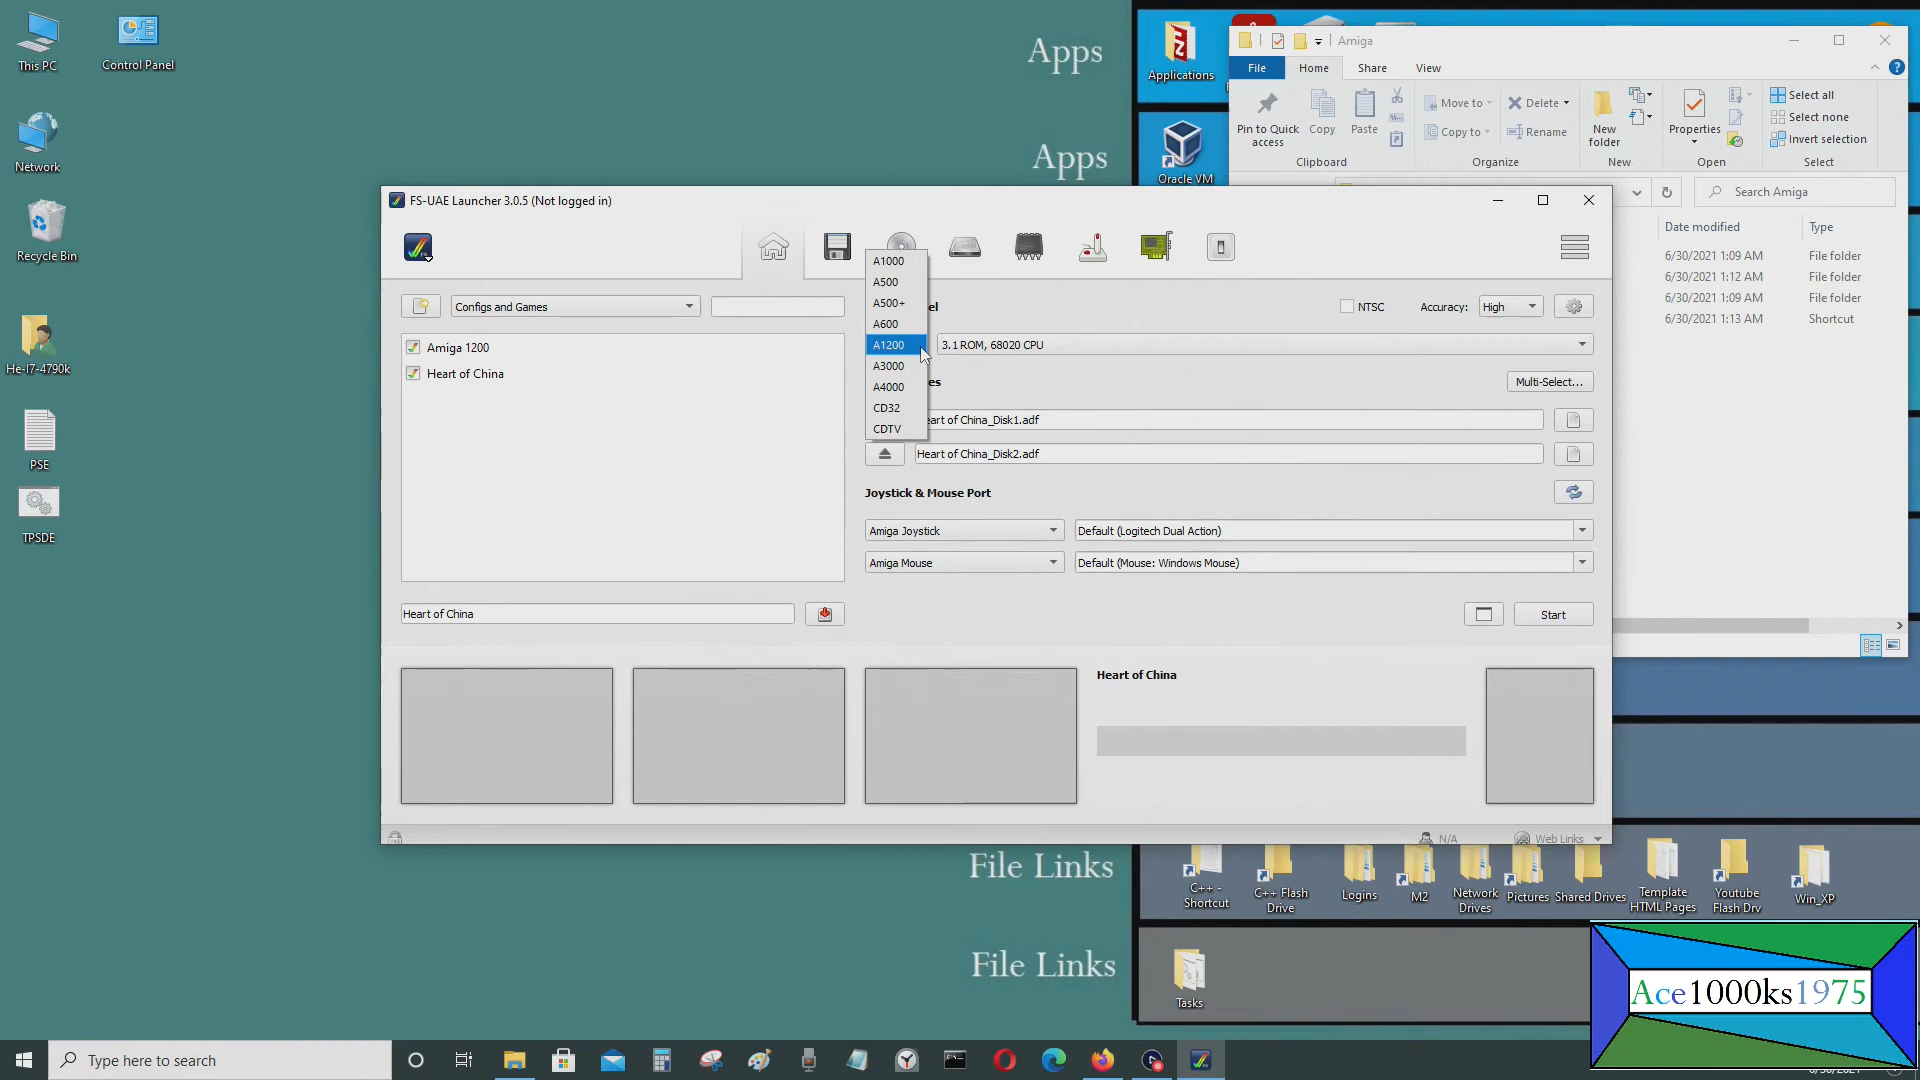 This PC
Control Panel
Network
Recycle Bin
He-I7-4790k
PSE
TPSDE
Apps
Apps
Applications
Oracle VM
Amiga
File
Home
Share
View
Pin to Quick access
Copy
Paste
Move to
Copy to
Delete
Rename
New folder
Properties
Select all
Select none
Invert selection
Clipboard
Organize
New
Open
Select
Search Amiga
Date modified
Type
6/30/2021 1:09 AM
File folder
6/30/2021 1:12 AM
File folder
6/30/2021 1:09 AM
File folder
6/30/2021 1:13 AM
Shortcut
FS-UAE Launcher 3.0.5 (Not logged in)
Configs and Games
Amiga 1200
Heart of China
Heart of China
A1000
A500
A500+
A600
A1200
A3000
A4000
CD32
CDTV
NTSC
Accuracy:
High
3.1 ROM, 68020 CPU
Multi-Select...
Heart of China_Disk1.adf
Heart of China_Disk2.adf
Joystick & Mouse Port
Amiga Joystick
Default (Logitech Dual Action)
Amiga Mouse
Default (Mouse: Windows Mouse)
Start
Heart of China
N/A
Web Links
File Links
File Links
C++ - Shortcut
C++ Flash Drive
Logins
M2
Network Drives
Pictures
Shared Drives
Template HTML Pages
Youtube Flash Drv
Win_XP
Tasks
Ace1000ks1975
Type here to search